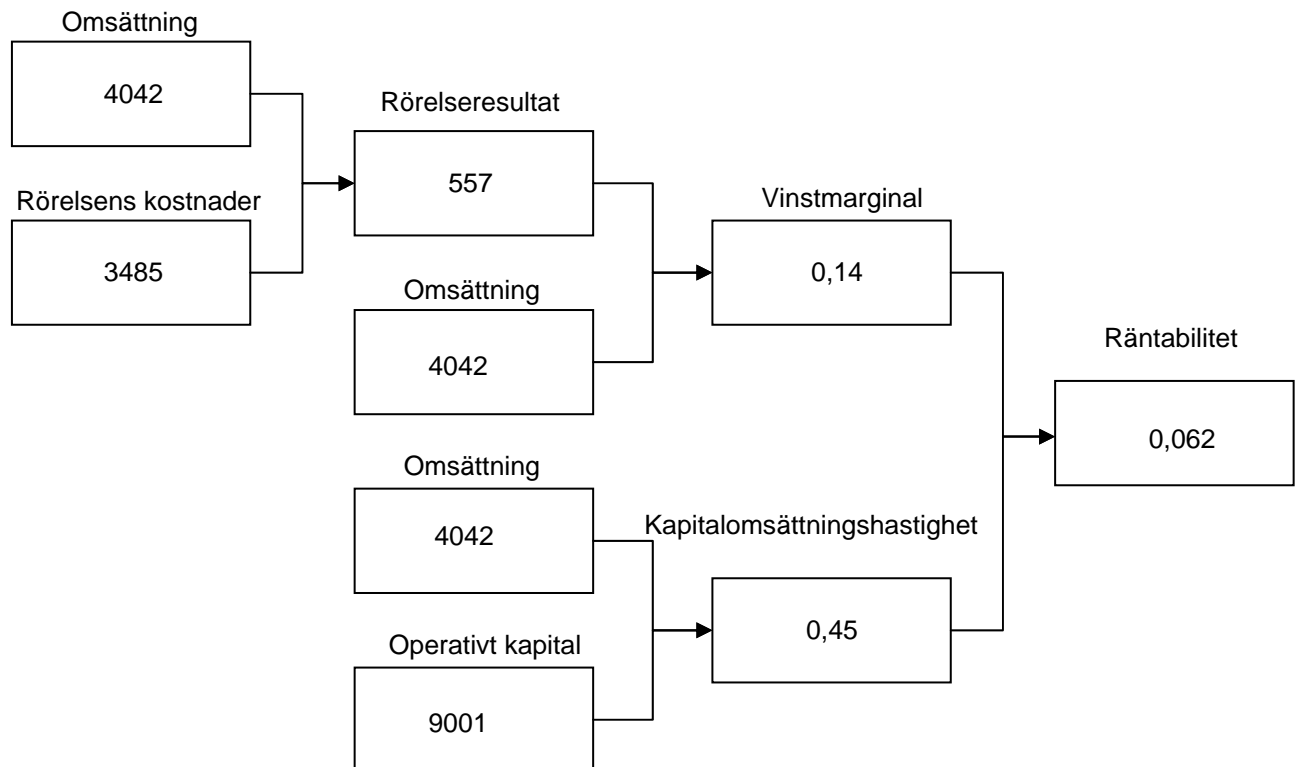 Omsättning
4042
Rörelsens kostnader
3485
Rörelseresultat
557
Omsättning
4042
Vinstmarginal
0,14
Omsättning
4042
Operativt kapital
9001
Kapitalomsättningshastighet
0,45
Räntabilitet
0,062